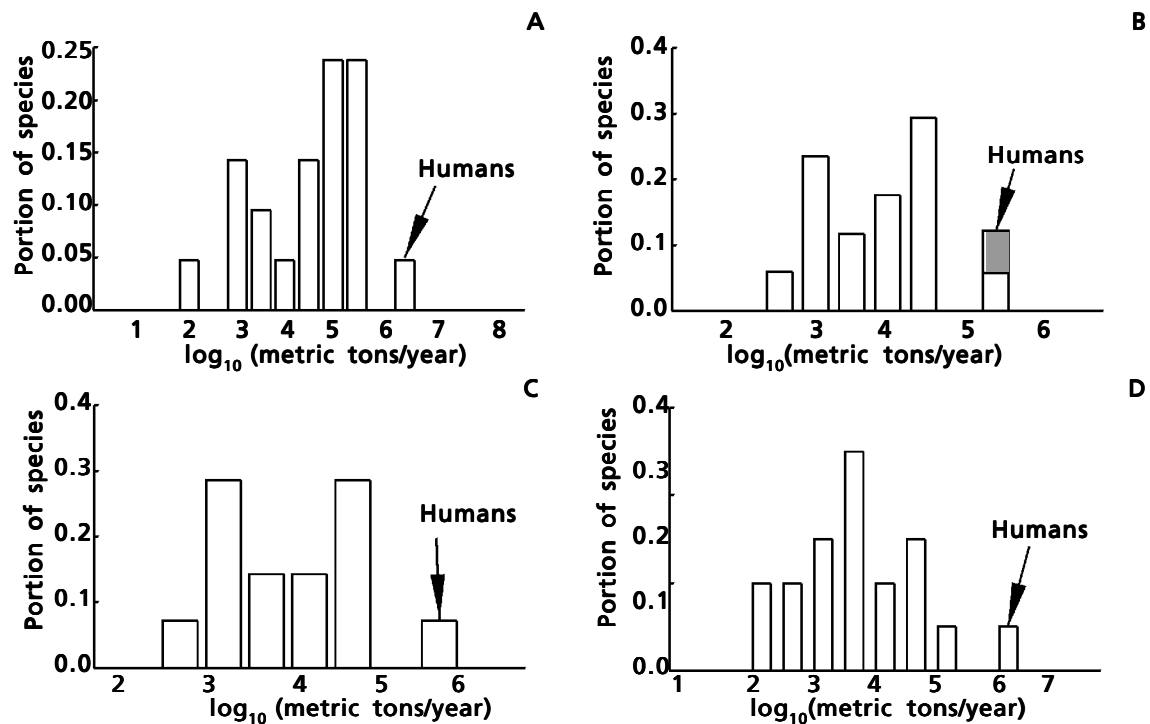 A
Portion of species
0.25
0.20
0.15
0.10
0.05
0.00
Humans
1 2 3 4 5 6 7 8
log10 (metric tons/year)
B
Portion of species
0.4
0.3
0.2
0.1
0.0
Humans
2 3 4 5 6
log10(metric tons/year)
C
Portion of species
0.4
0.3
0.2
0.1
0.0
Humans
2 3 4 5 6
log10 (metric tons/year)
D
Portion of species
0.4
0.3
0.2
0.1
0.0
Humans
1 2 3 4 5 6 7
log10(metric tons/year)